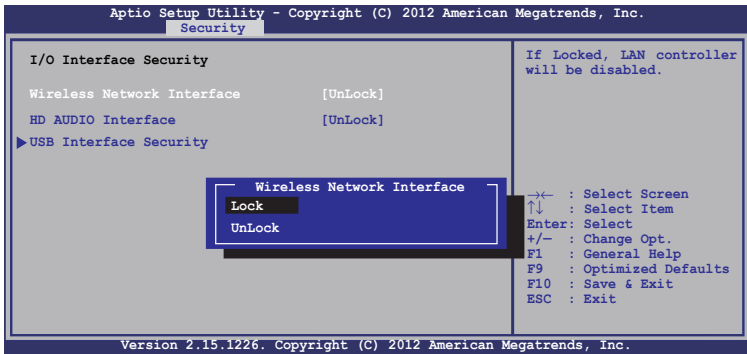 Aptio Setup Utility - Copyright (C) 2012 American Megatrends, Inc.
Security
I/O Interface Security
Wireless Network Interface [UnLock]
HD AUDIO Interface [UnLock]
USB Interface Security
If Locked, LAN controller
will be disabled.
Wireless Network Interface
Lock
UnLock
→← : Select Screen
↑↓ : Select Item
Enter: Select
+/— : Change Opt.
F1 : General Help
F9 : Optimized Defaults
F10 : Save & Exit
ESC : Exit
Version 2.15.1226. Copyright (C) 2012 American Megatrends, Inc.